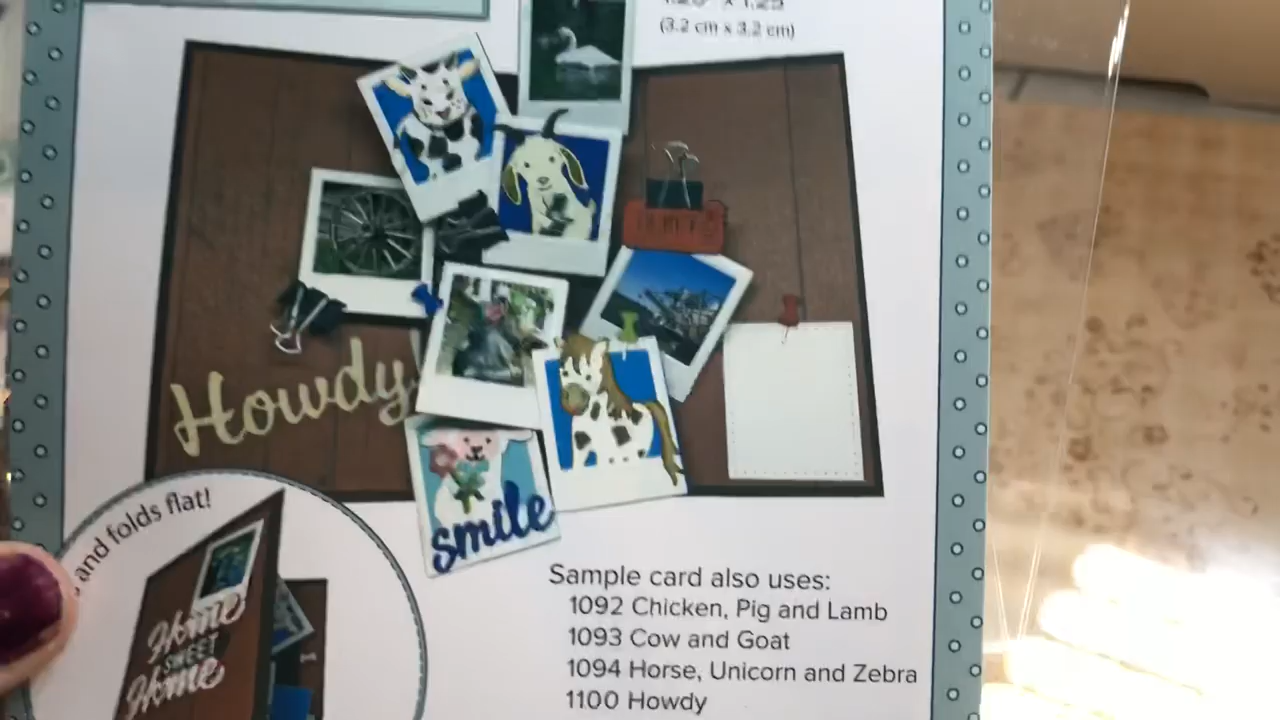 (3.2 cm x 3.2 cm)
Howdy!
smile
and folds flat!
Home
SWEET
Home
Sample card also uses:
1092 Chicken, Pig and Lamb
1093 Cow and Goat
1094 Horse, Unicorn and Zebra
1100 Howdy